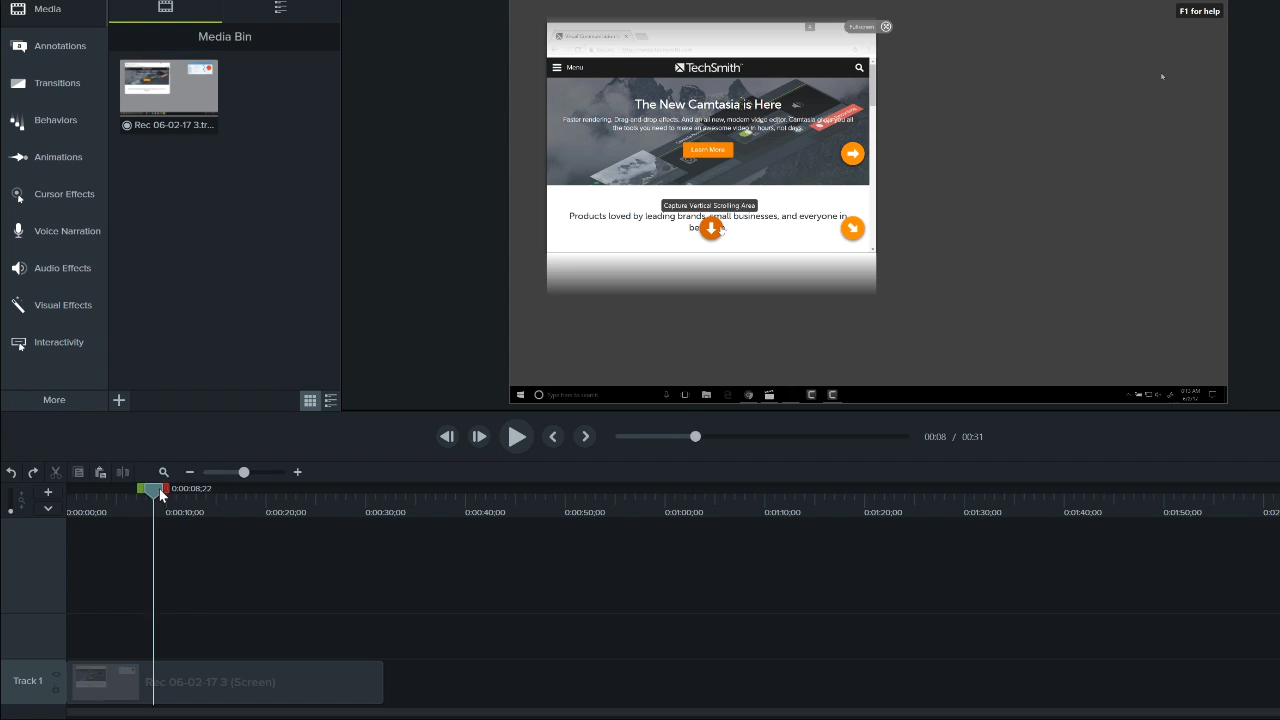 Media
F1 for help
Media Bin
Annotations
Transitions
Behaviors
Animations
Cursor Effects
Voice Narration
Audio Effects
Visual Effects
Interactivity
More
Rec 06-02-17 3.tr...
Fullscreen
Menu
TechSmith
The New Camtasia is Here
Faster rendering. Drag-and-drop effects. And an all new, modern video editor. Camtasia gives you all
the tools you need to make an awesome video in hours, not days.
Learn More
Capture Vertical Scrolling Area
Products loved by leading brands, small businesses, and everyone in
Type here to search
00:08 / 00:31
0:00:08;22
0:00:00;00 0:00:10;00 0:00:20;00 0:00:30;00 0:00:40;00 0:00:50;00 0:01:00;00 0:01:10;00 0:01:20;00 0:01:30;00 0:01:40;00 0:01:50;00
Track 1
Rec 06-02-17 3 (Screen)